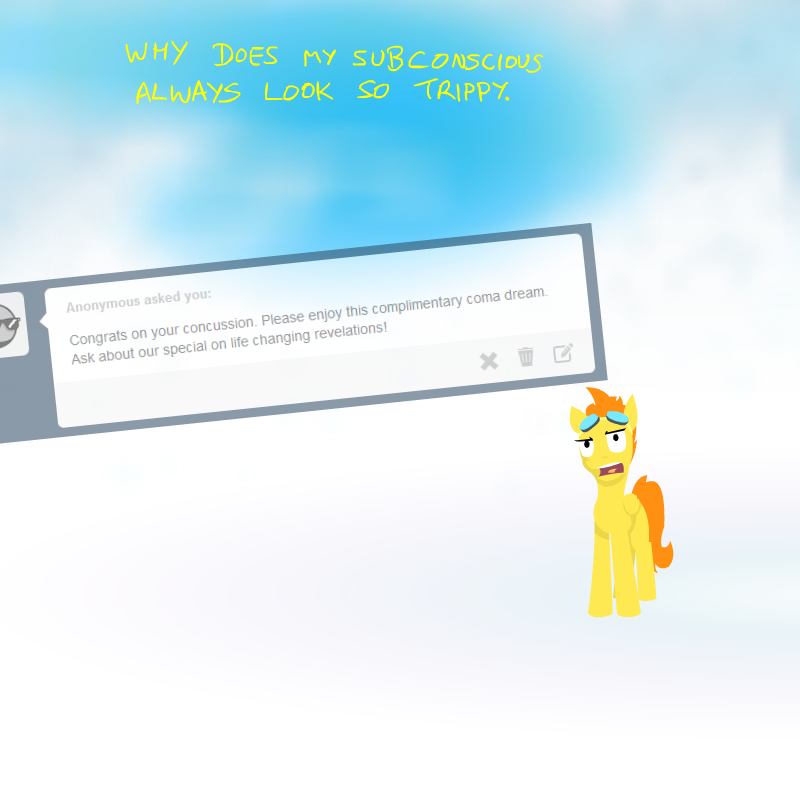 WHY DOES MY SUBCONSCIOUS
ALWAYS LOOK SO TRIPPY.
Anonymous asked you:
Congrats on your concussion. Please enjoy this complimentary coma dream.
Ask about our special on life changing revelations!